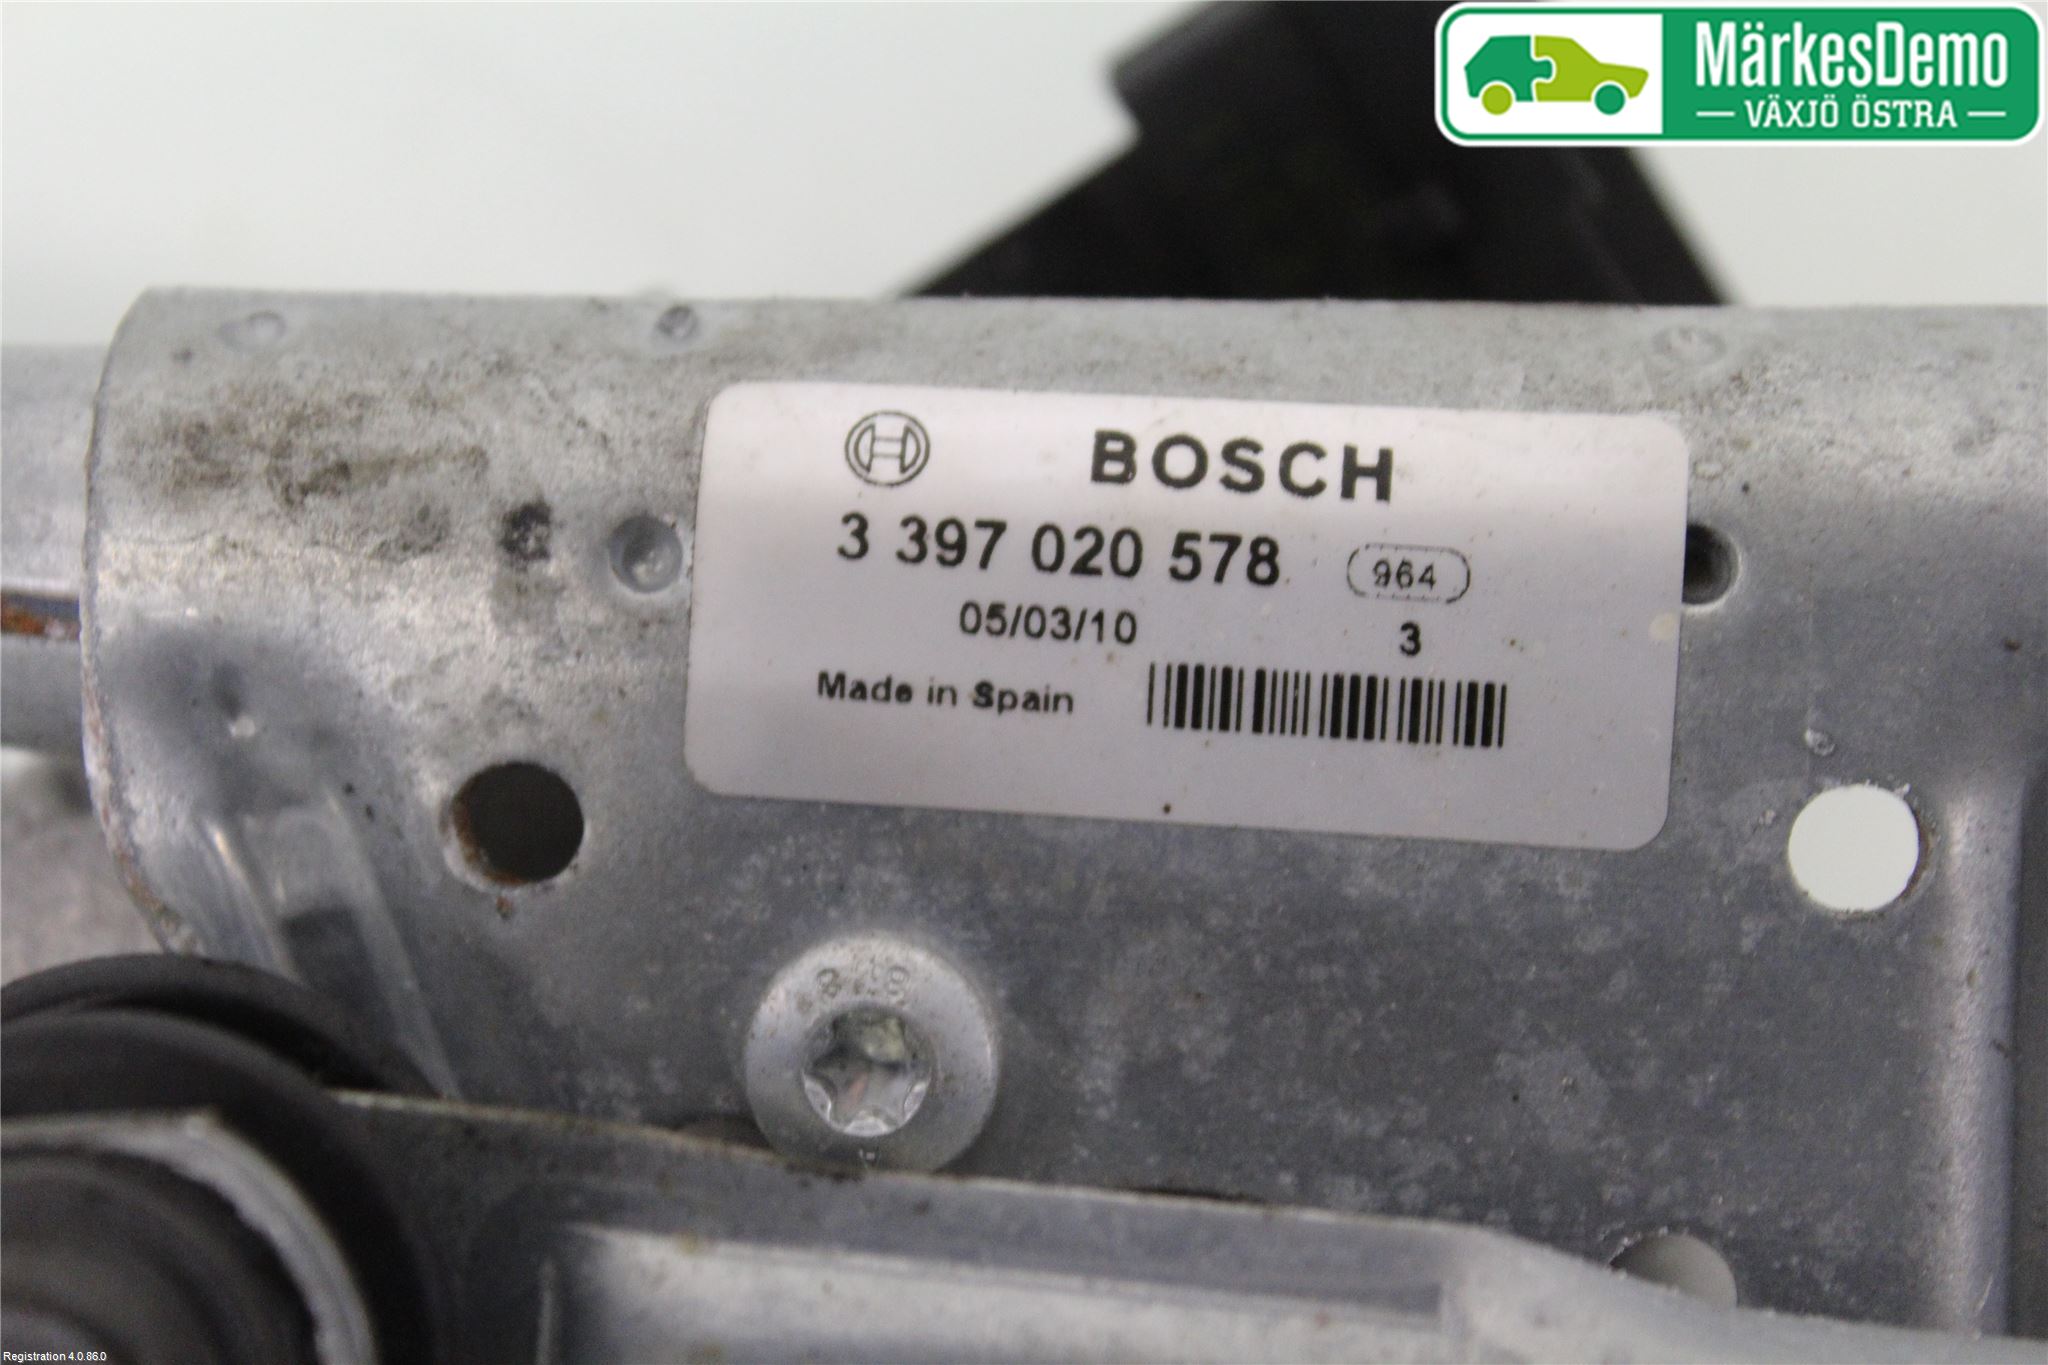 MärkesDemo
VÄXJÖ ÖSTRA
BOSCH
3 397 020 578 964
05/03/10 3
Made in Spain
Registration 4.0.86.0